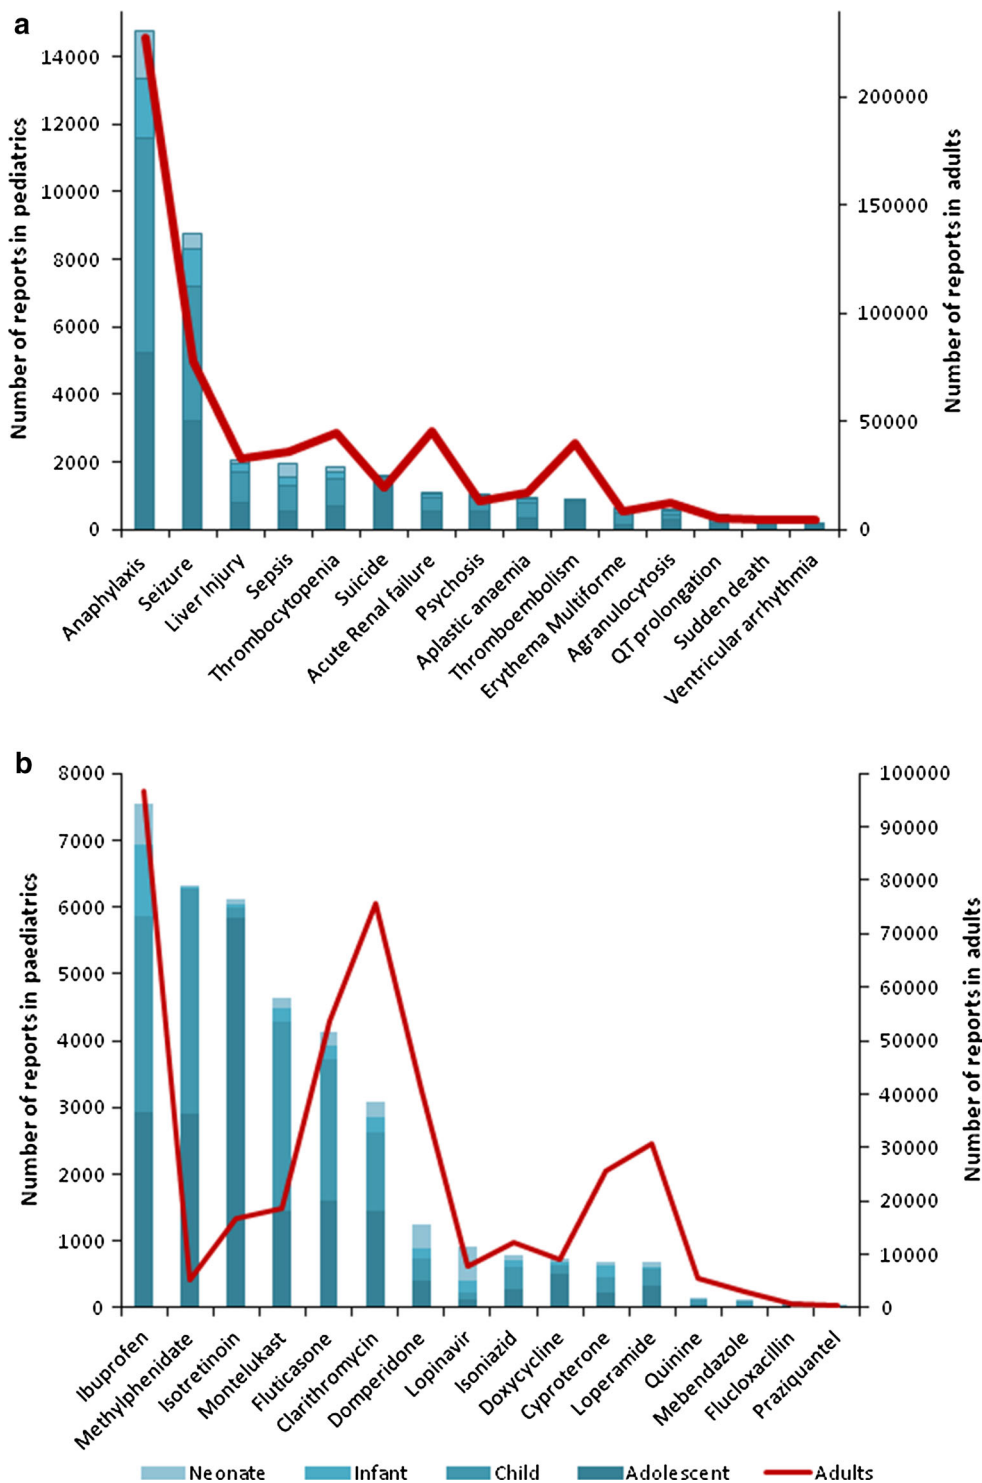 a
Number of reports in pediatrics
14000
12000
10000
8000
6000
4000
2000
0
200000
150000
100000
50000
0
Number of reports in adults
Anaphylaxis
Seizure
Liver Injury
Sepsis
Thrombocytopenia
Suicide
Acute Renal failure
Psychosis
Aplastic anaemia
Thromboembolism
Erythema Multiforme
Agranulocytosis
QT prolongation
Sudden death
Ventricular arrhythmia
b
Number of reports in paediatrics
8000
7000
6000
5000
4000
3000
2000
1000
0
100000
90000
80000
70000
60000
50000
40000
30000
20000
10000
0
Number of reports in adults
Ibuprofen
Methylphenidate
Isotretinoin
Montelukast
Fluticasone
Clarithromycin
Domperidone
Lopinavir
Isoniazid
Doxycycline
Cyproterone
Loperamide
Quinine
Mebendazole
Flucloxacillin
Praziquantel
Neonate Infant Child Adolescent Adults